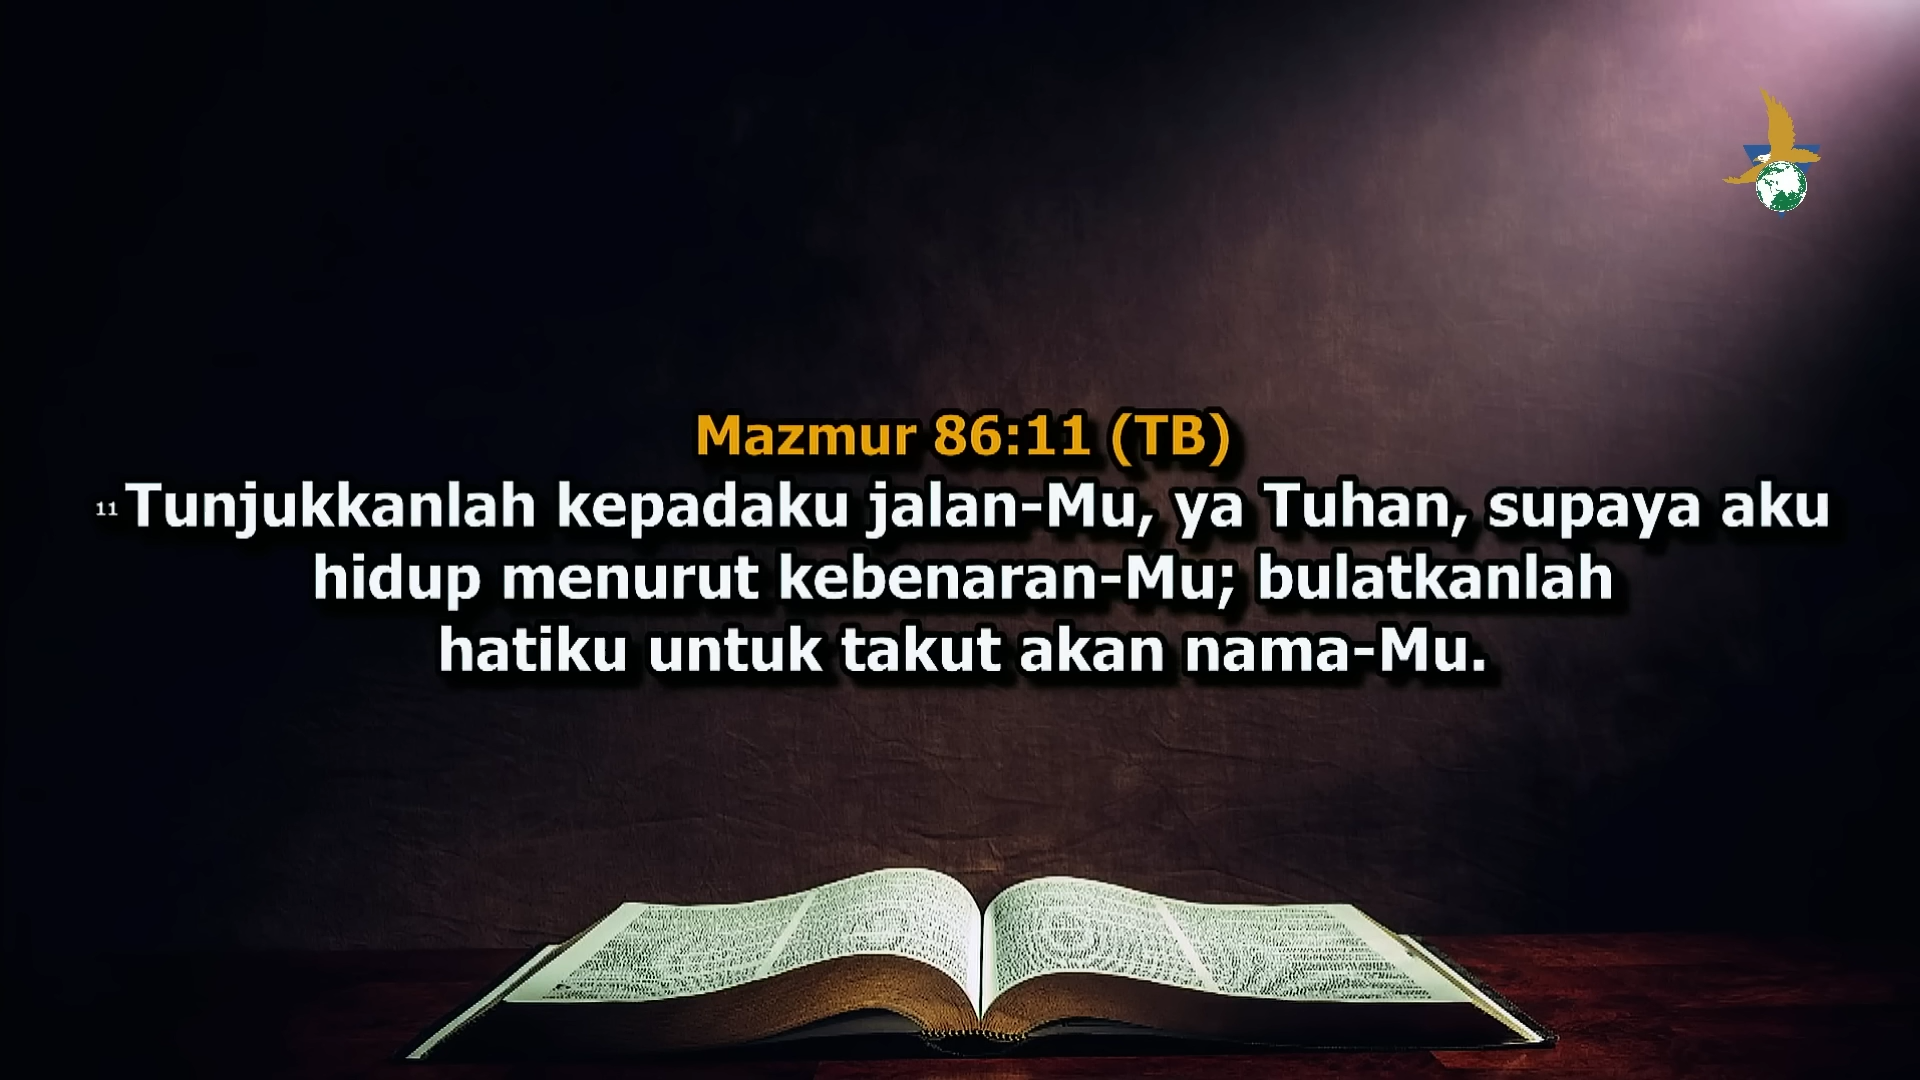 Mazmur 86:11 (TB)
11 Tunjukkanlah kepadaku jalan-Mu, ya Tuhan, supaya aku
hidup menurut kebenaran-Mu; bulatkanlah
hatiku untuk takut akan nama-Mu.